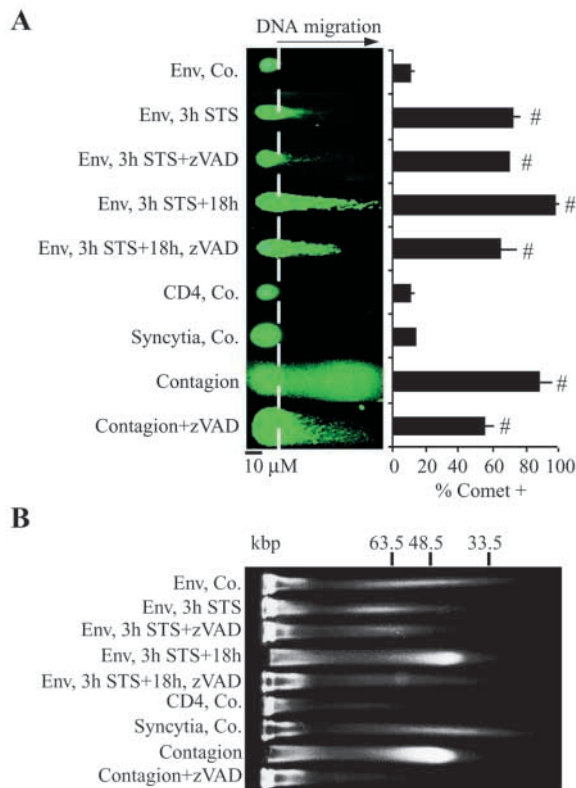 A
DNA migration
Env, Co.
Env, 3h STS #
Env, 3h STS+zVAD #
Env, 3h STS+18h #
Env, 3h STS+18h, zVAD #
CD4, Co.
Syncytia, Co.
Contagion #
Contagion+zVAD #
10 µM
0 20 40 60 80 100
% Comet +
B
kbp 63.5 48.5 33.5
Env, Co.
Env, 3h STS
Env, 3h STS+zVAD
Env, 3h STS+18h
Env, 3h STS+18h, zVAD
CD4, Co.
Syncytia, Co.
Contagion
Contagion+zVAD